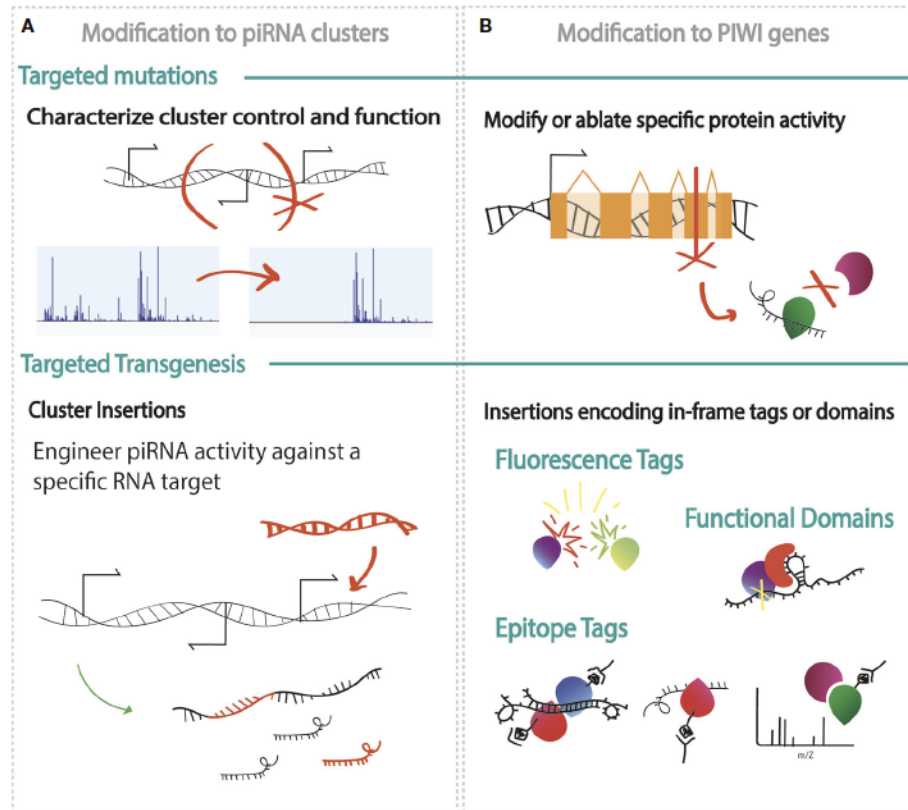 A
Modification to piRNA clusters
B
Modification to PIWI genes
Targeted mutations
Characterize cluster control and function
Modify or ablate specific protein activity
Targeted Transgenesis
Cluster Insertions
Engineer piRNA activity against a
specific RNA target
Insertions encoding in-frame tags or domains
Fluorescence Tags
Functional Domains
Epitope Tags
m/Z